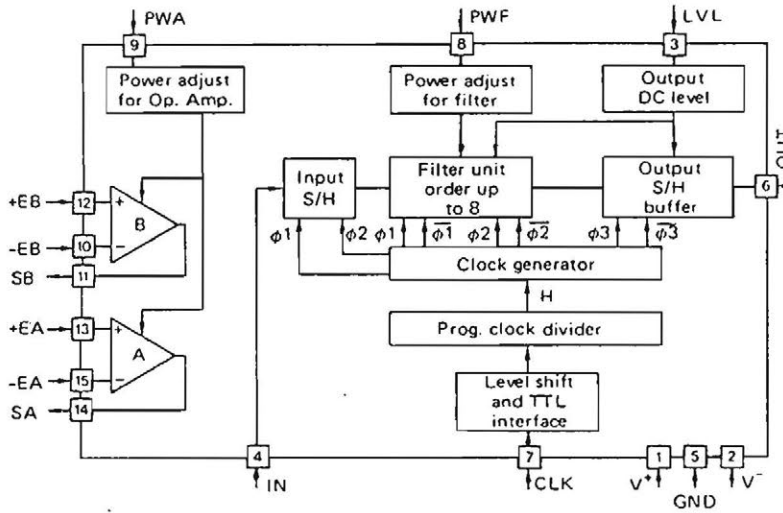 PWA PWF LVL
9 8 3
Power adjust for Op. Amp.
Power adjust for filter
Output DC level
OUT
6
+EB 12 + B
-EB 10 −
SB 11
Input S/H
Filter unit order up to 8
Output S/H buffer
ϕ1 ϕ2 ϕ1 ϕ1̅ ϕ2 ϕ2̅ ϕ3 ϕ3̅
Clock generator
H
+EA 13 + A
-EA 15 −
SA 14
Prog. clock divider
Level shift and TTL interface
4 7 1 5 2
IN CLK V+ GND V-